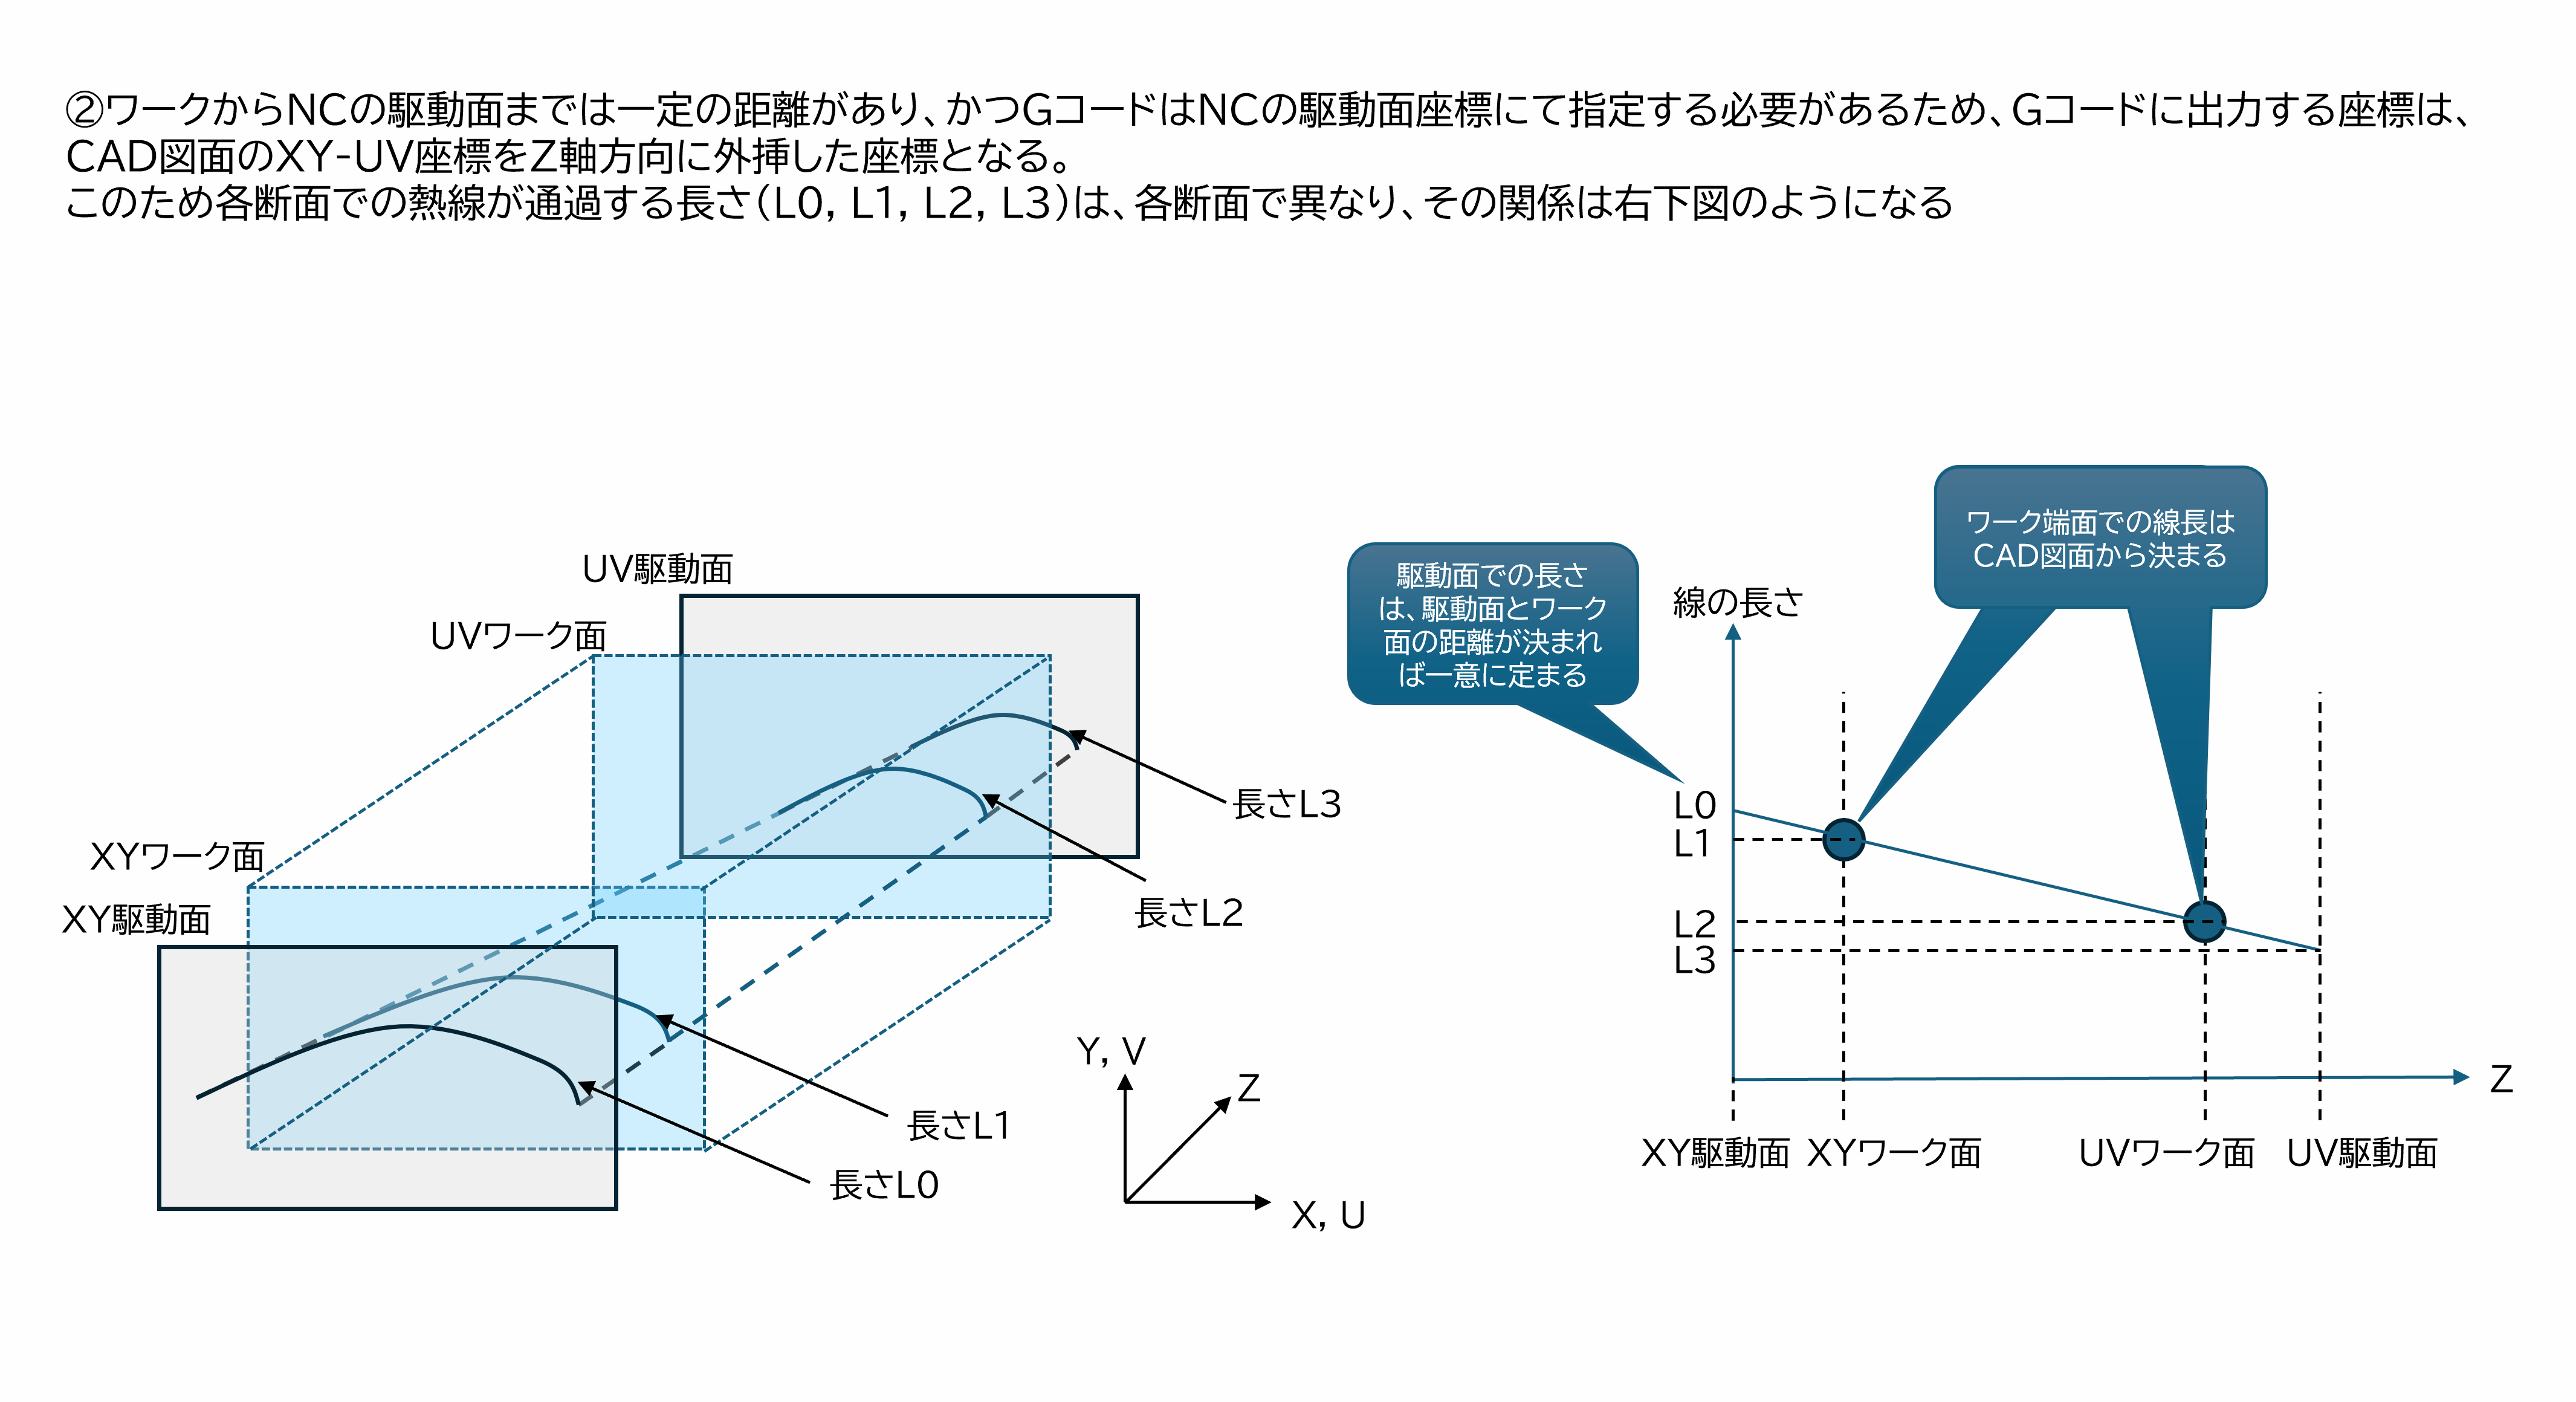 ②ワークからNCの駆動面までは一定の距離があり、かつGコードはNCの駆動面座標にて指定する必要があるため、Gコードに出力する座標は、
CAD図面のXY-UV座標をZ軸方向に外挿した座標となる。
このため各断面での熱線が通過する長さ(L0, L1, L2, L3)は、各断面で異なり、その関係は右下図のようになる
UV駆動面
UVワーク面
XYワーク面
XY駆動面
長さL3
長さL2
長さL1
長さL0
Y, V
Z
X, U
駆動面での長さ
は、駆動面とワーク
面の距離が決まれ
ば一意に定まる
ワーク端面での線長は
CAD図面から決まる
線の長さ
L0
L1
L2
L3
Z
XY駆動面
XYワーク面
UVワーク面
UV駆動面